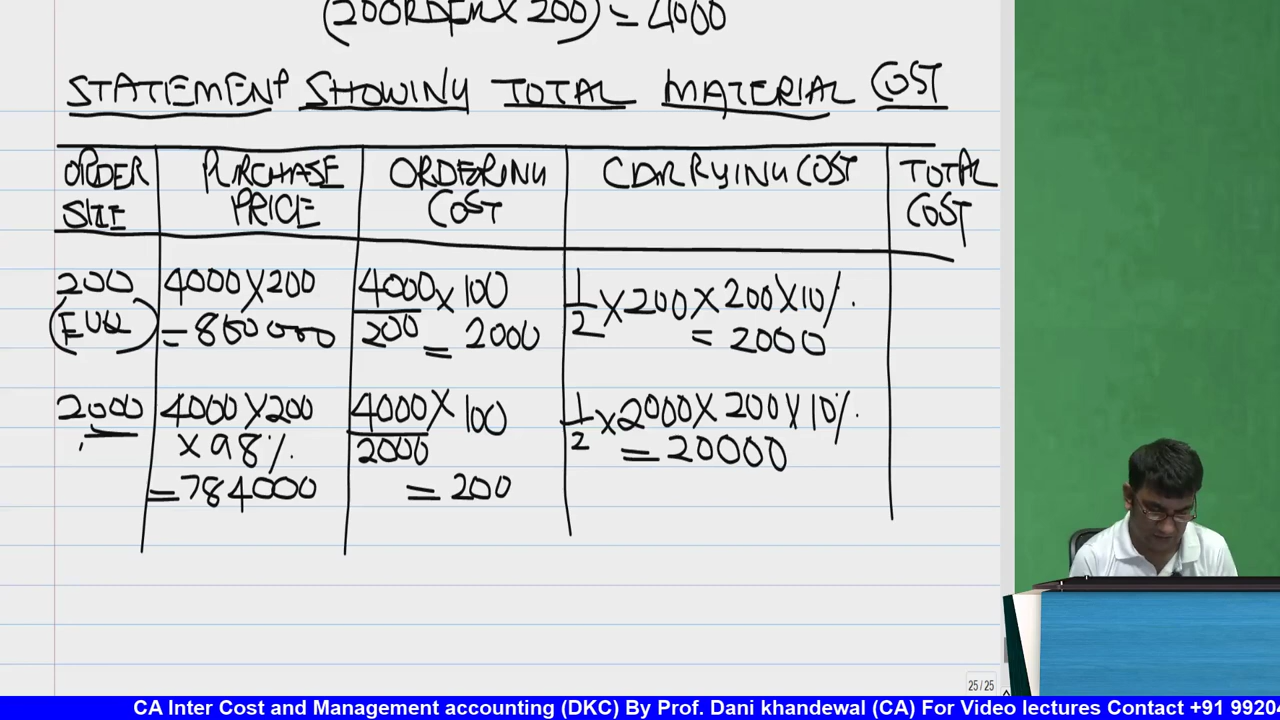 (20 ORDER X 200) = 4000
STATEMENT SHOWING TOTAL MATERIAL COST
ORDER SIZE | PURCHASE PRICE | ORDERING COST | CARRYING COST | TOTAL COST
200 (EOQ) | 4000 X 200 = 800000 | 4000/200 X 100 = 2000 | 1/2 X 200 X 200 X 10% = 2000
2000 | 4000 X 200 X 98% = 784000 | 4000/2000 X 100 = 200 | 1/2 X 2000 X 200 X 10% = 20000
25 / 25
CA Inter Cost and Management accounting (DKC) By Prof. Dani khandewal (CA) For Video lectures Contact +91 99204